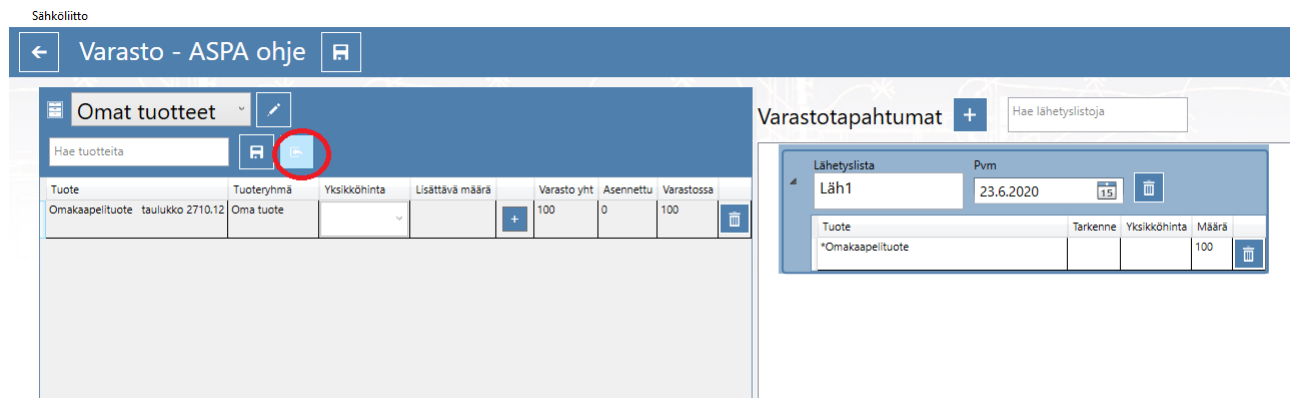 Sähköliitto
Varasto - ASPA ohje
Omat tuotteet
Hae tuotteita
Tuote Tuoteryhmä Yksikköhinta Lisättävä määrä Varasto yht Asennettu Varastossa
Omakaapelituote taulukko 2710.12 Oma tuote 100 0 100
Varastotapahtumat Hae lähetyslistoja
Lähetyslista Pvm
Läh1 23.6.2020 15
Tuote Tarkenne Yksikköhinta Määrä
*Omakaapelituote 100